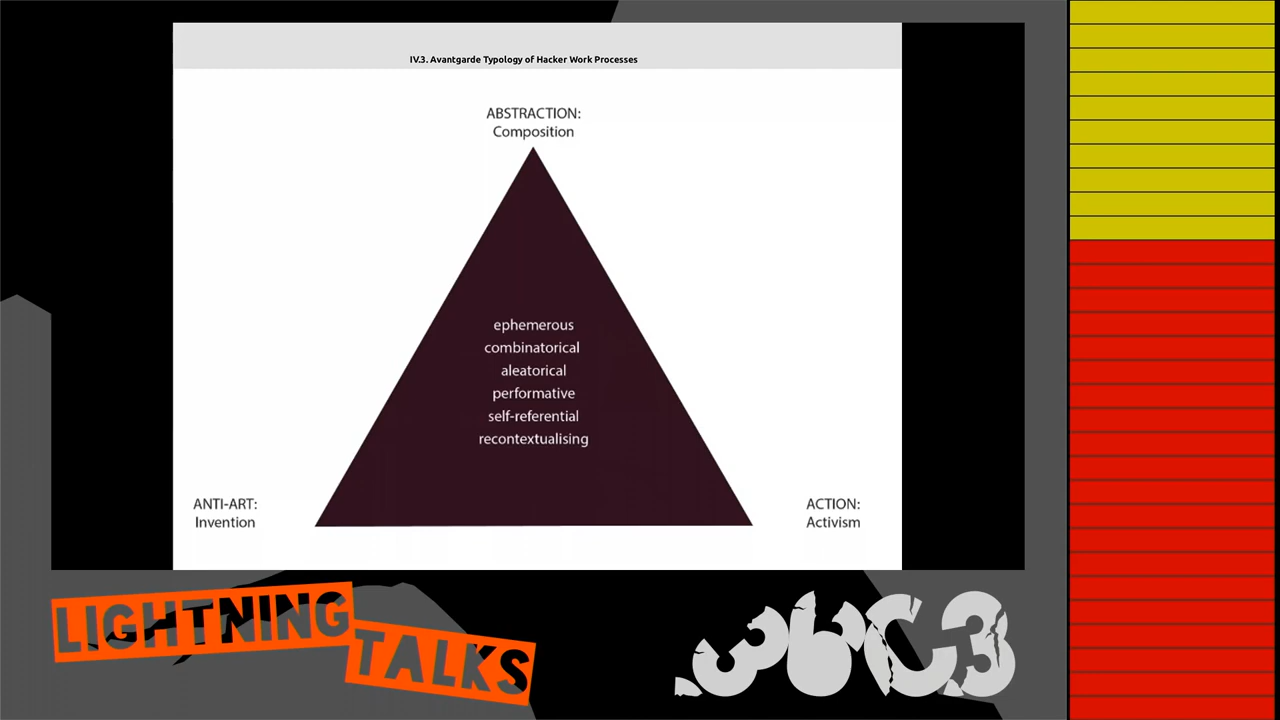 IV.3. Avantgarde Typology of Hacker Work Processes
ABSTRACTION:
Composition
ephemerous
combinatorical
aleatorical
performative
self-referential
recontextualising
ANTI-ART:
Invention
ACTION:
Activism
LIGHTNING
TALKS
.36C3